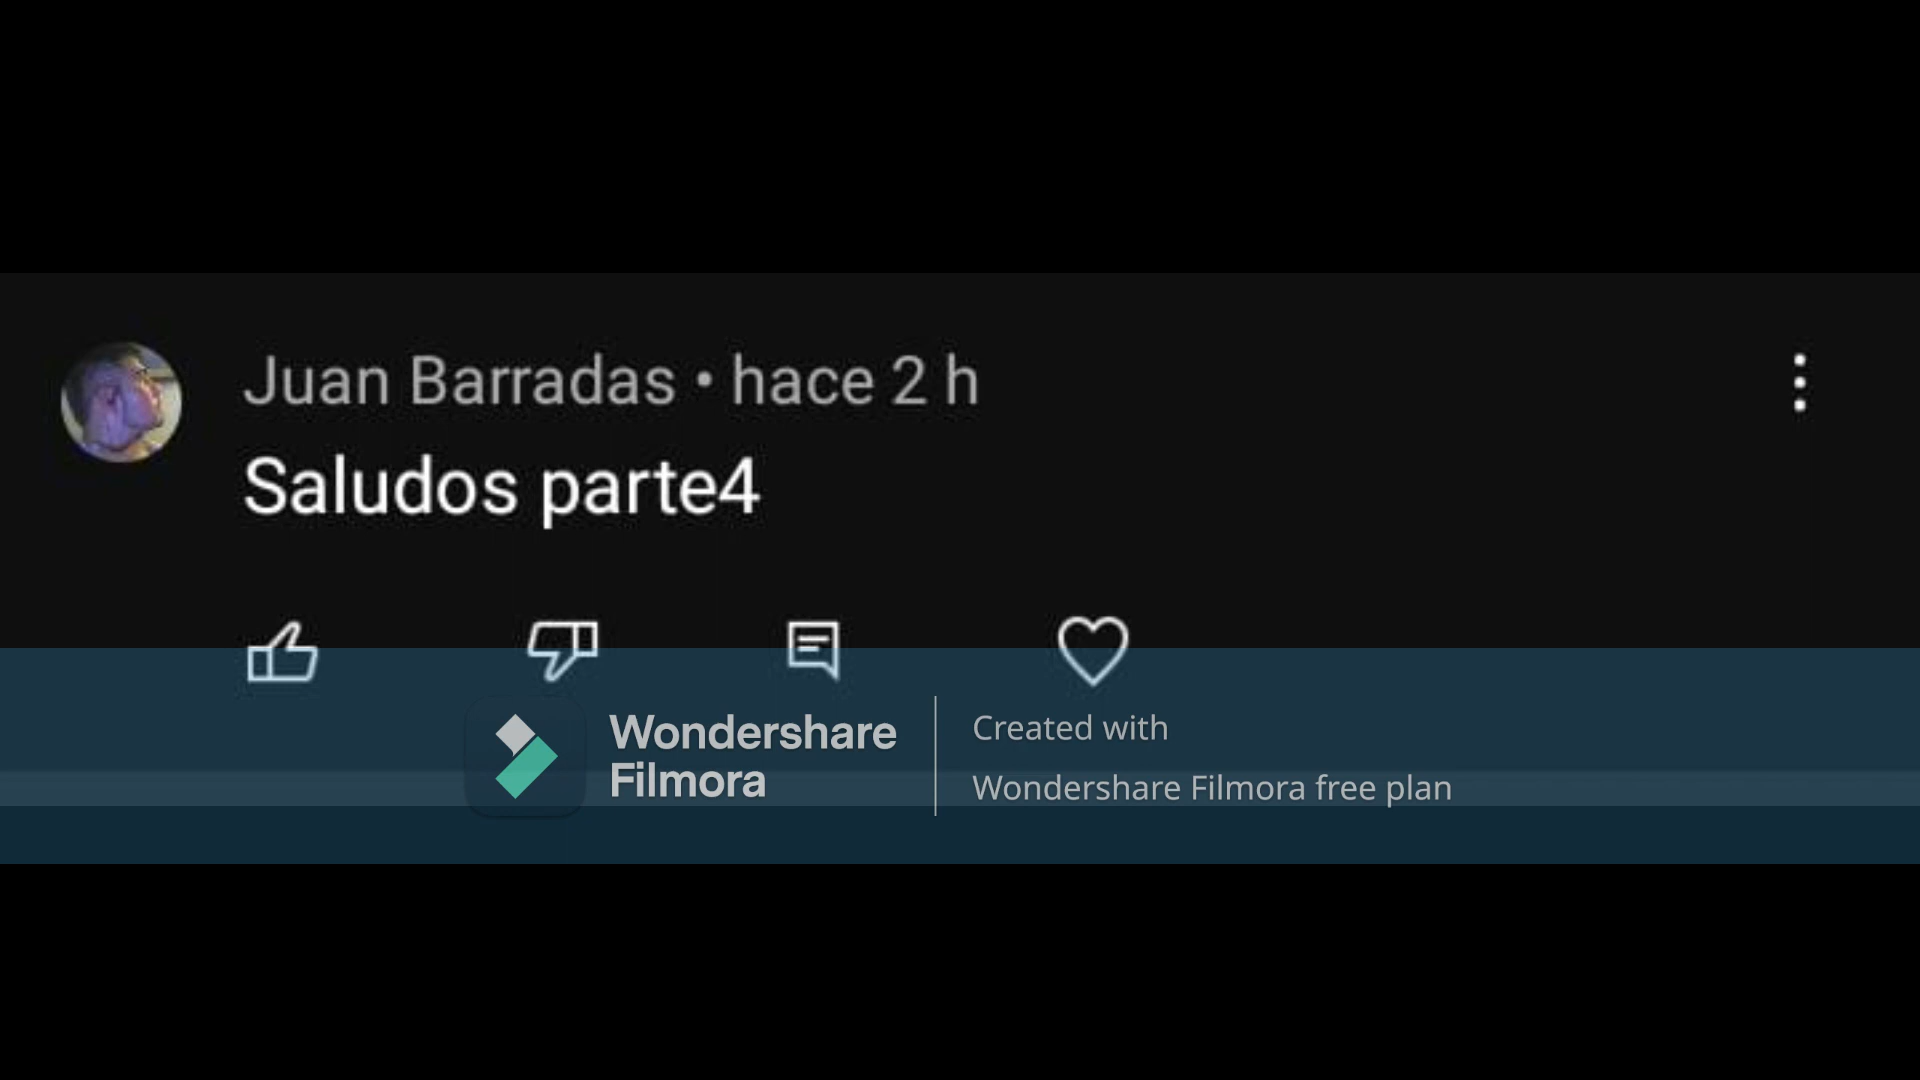 Juan Barradas • hace 2 h
Saludos parte4
Wondershare
Filmora
Created with
Wondershare Filmora free plan